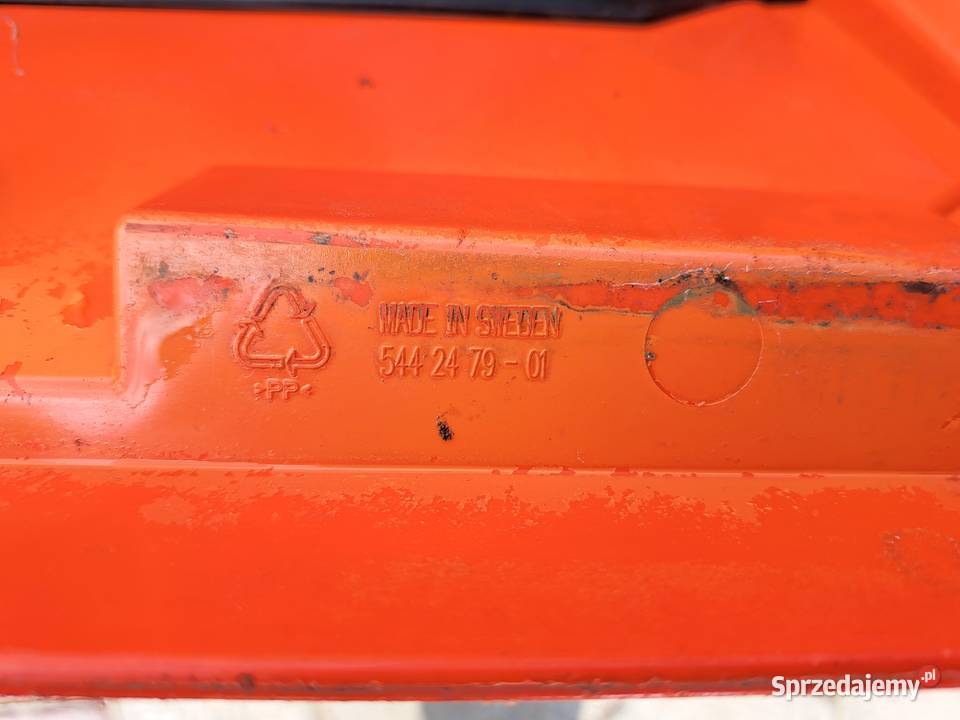 MADE IN SWEDEN
544 24 79 - 01
>PP<
Sprzedajemy.pl